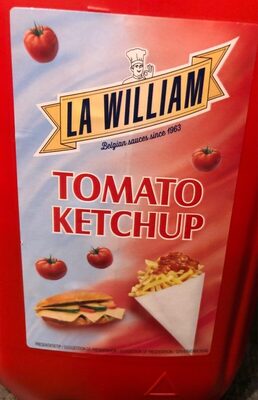 LA WILLIAM
Belgian sauces since 1963
TOMATO
KETCHUP